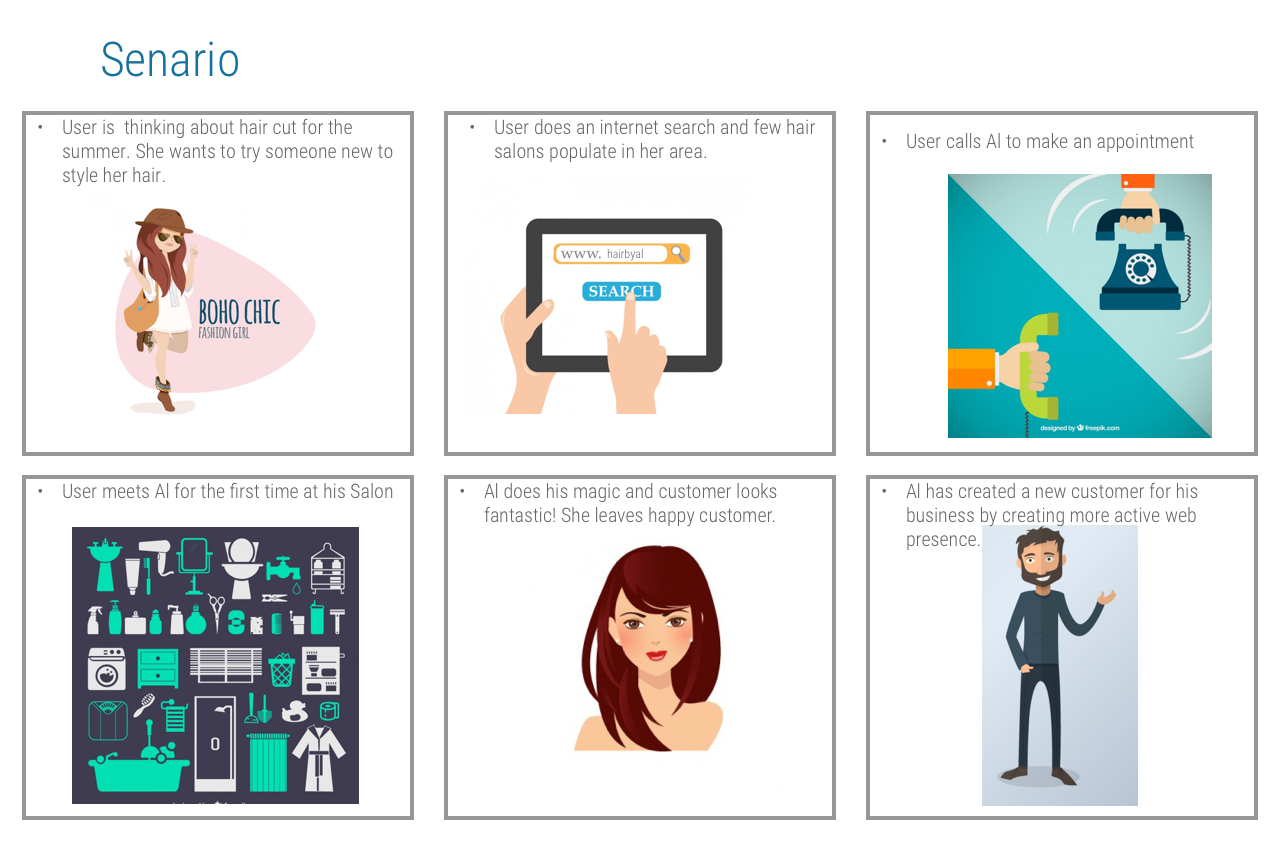 Senario
• User is  thinking about hair cut for the
summer. She wants to try someone new to
style her hair.
BOHO CHIC
FASHION GIRL
• User does an internet search and few hair
salons populate in her area.
www. hairbyal
SEARCH
• User calls Al to make an appointment
designed by freepik.com
• User meets Al for the first time at his Salon
• Al does his magic and customer looks
fantastic! She leaves happy customer.
• Al has created a new customer for his
business by creating more active web
presence.